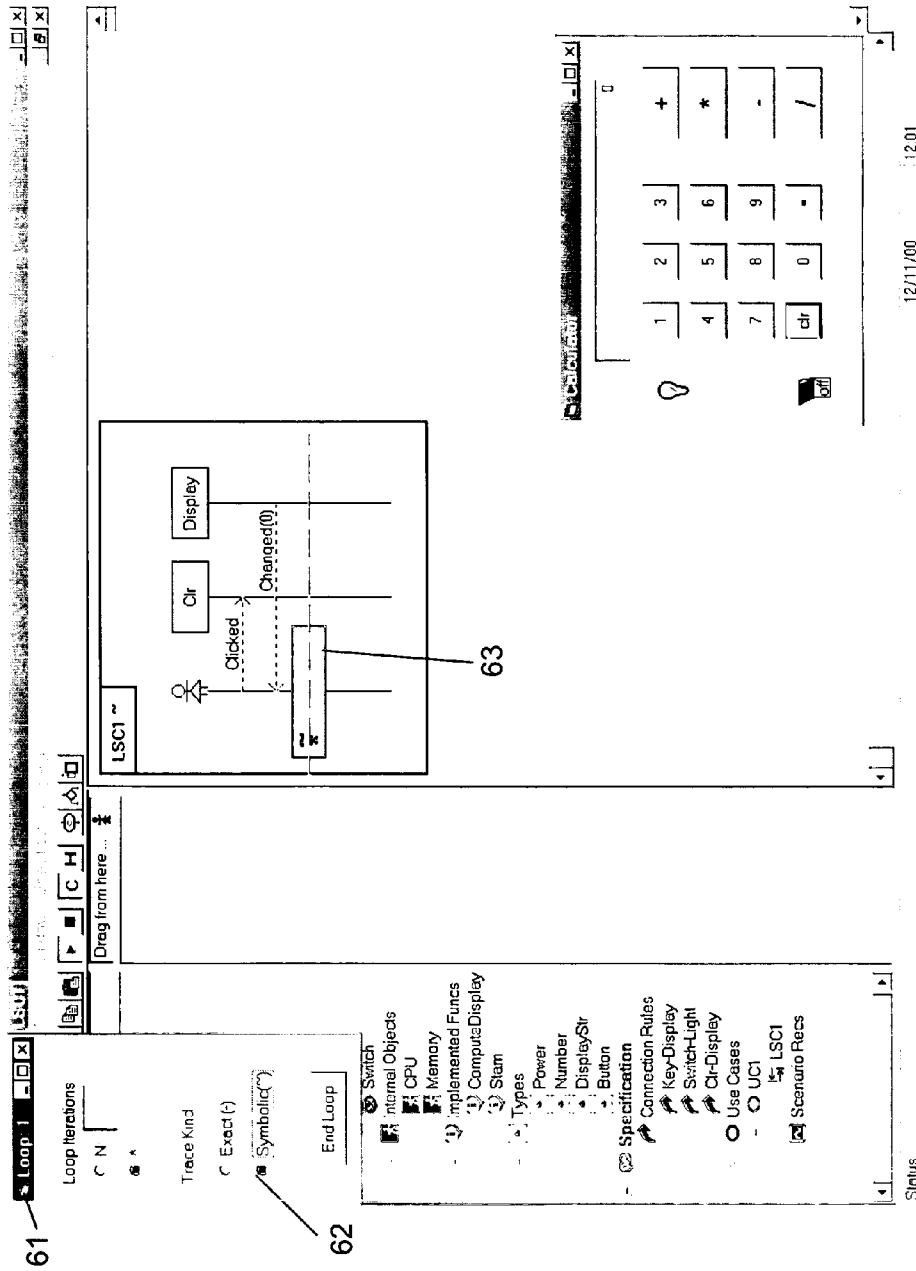 61
Loop 1
Loop Iterations
N
*
Trace Kind
Exact (-)
Symbolic(~)
End Loop
62
C H
Drag from here ...
Switch
Internal Objects
CPU
Memory
Implemented Funcs
ComputeDisplay
Stam
Types
Power
Number
DisplayStr
Button
Specification
Connection Rules
Key-Display
Switch-Light
Clr-Display
Use Cases
UC1
LSC1
Scenario Recs
Status
LSC1 ~
Clr
Display
Clicked
Changed(0)
~
*
63
Calculator
0
1 2 3 +
4 5 6 *
7 8 9 -
clr 0 = /
off
12/11/00
12:01